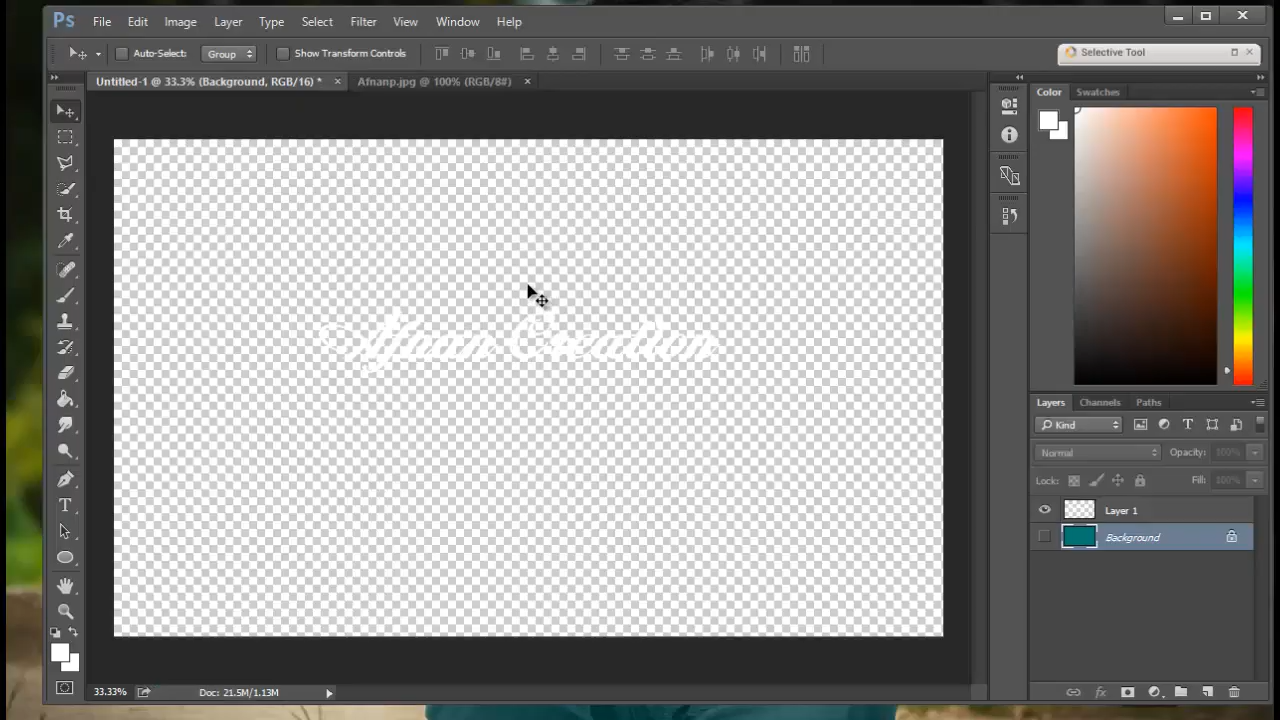 Ps File Edit Image Layer Type Select Filter View Window Help
Auto-Select: Group Show Transform Controls
Selective Tool
Untitled-1 @ 33.3% (Background, RGB/16) * × Afnanp.jpg @ 100% (RGB/8#) ×
Color Swatches
Afnan Creation
Layers Channels Paths
Kind
Normal Opacity: 100%
Lock: Fill: 100%
Layer 1
Background
33.33% Doc: 21.5M/1.13M